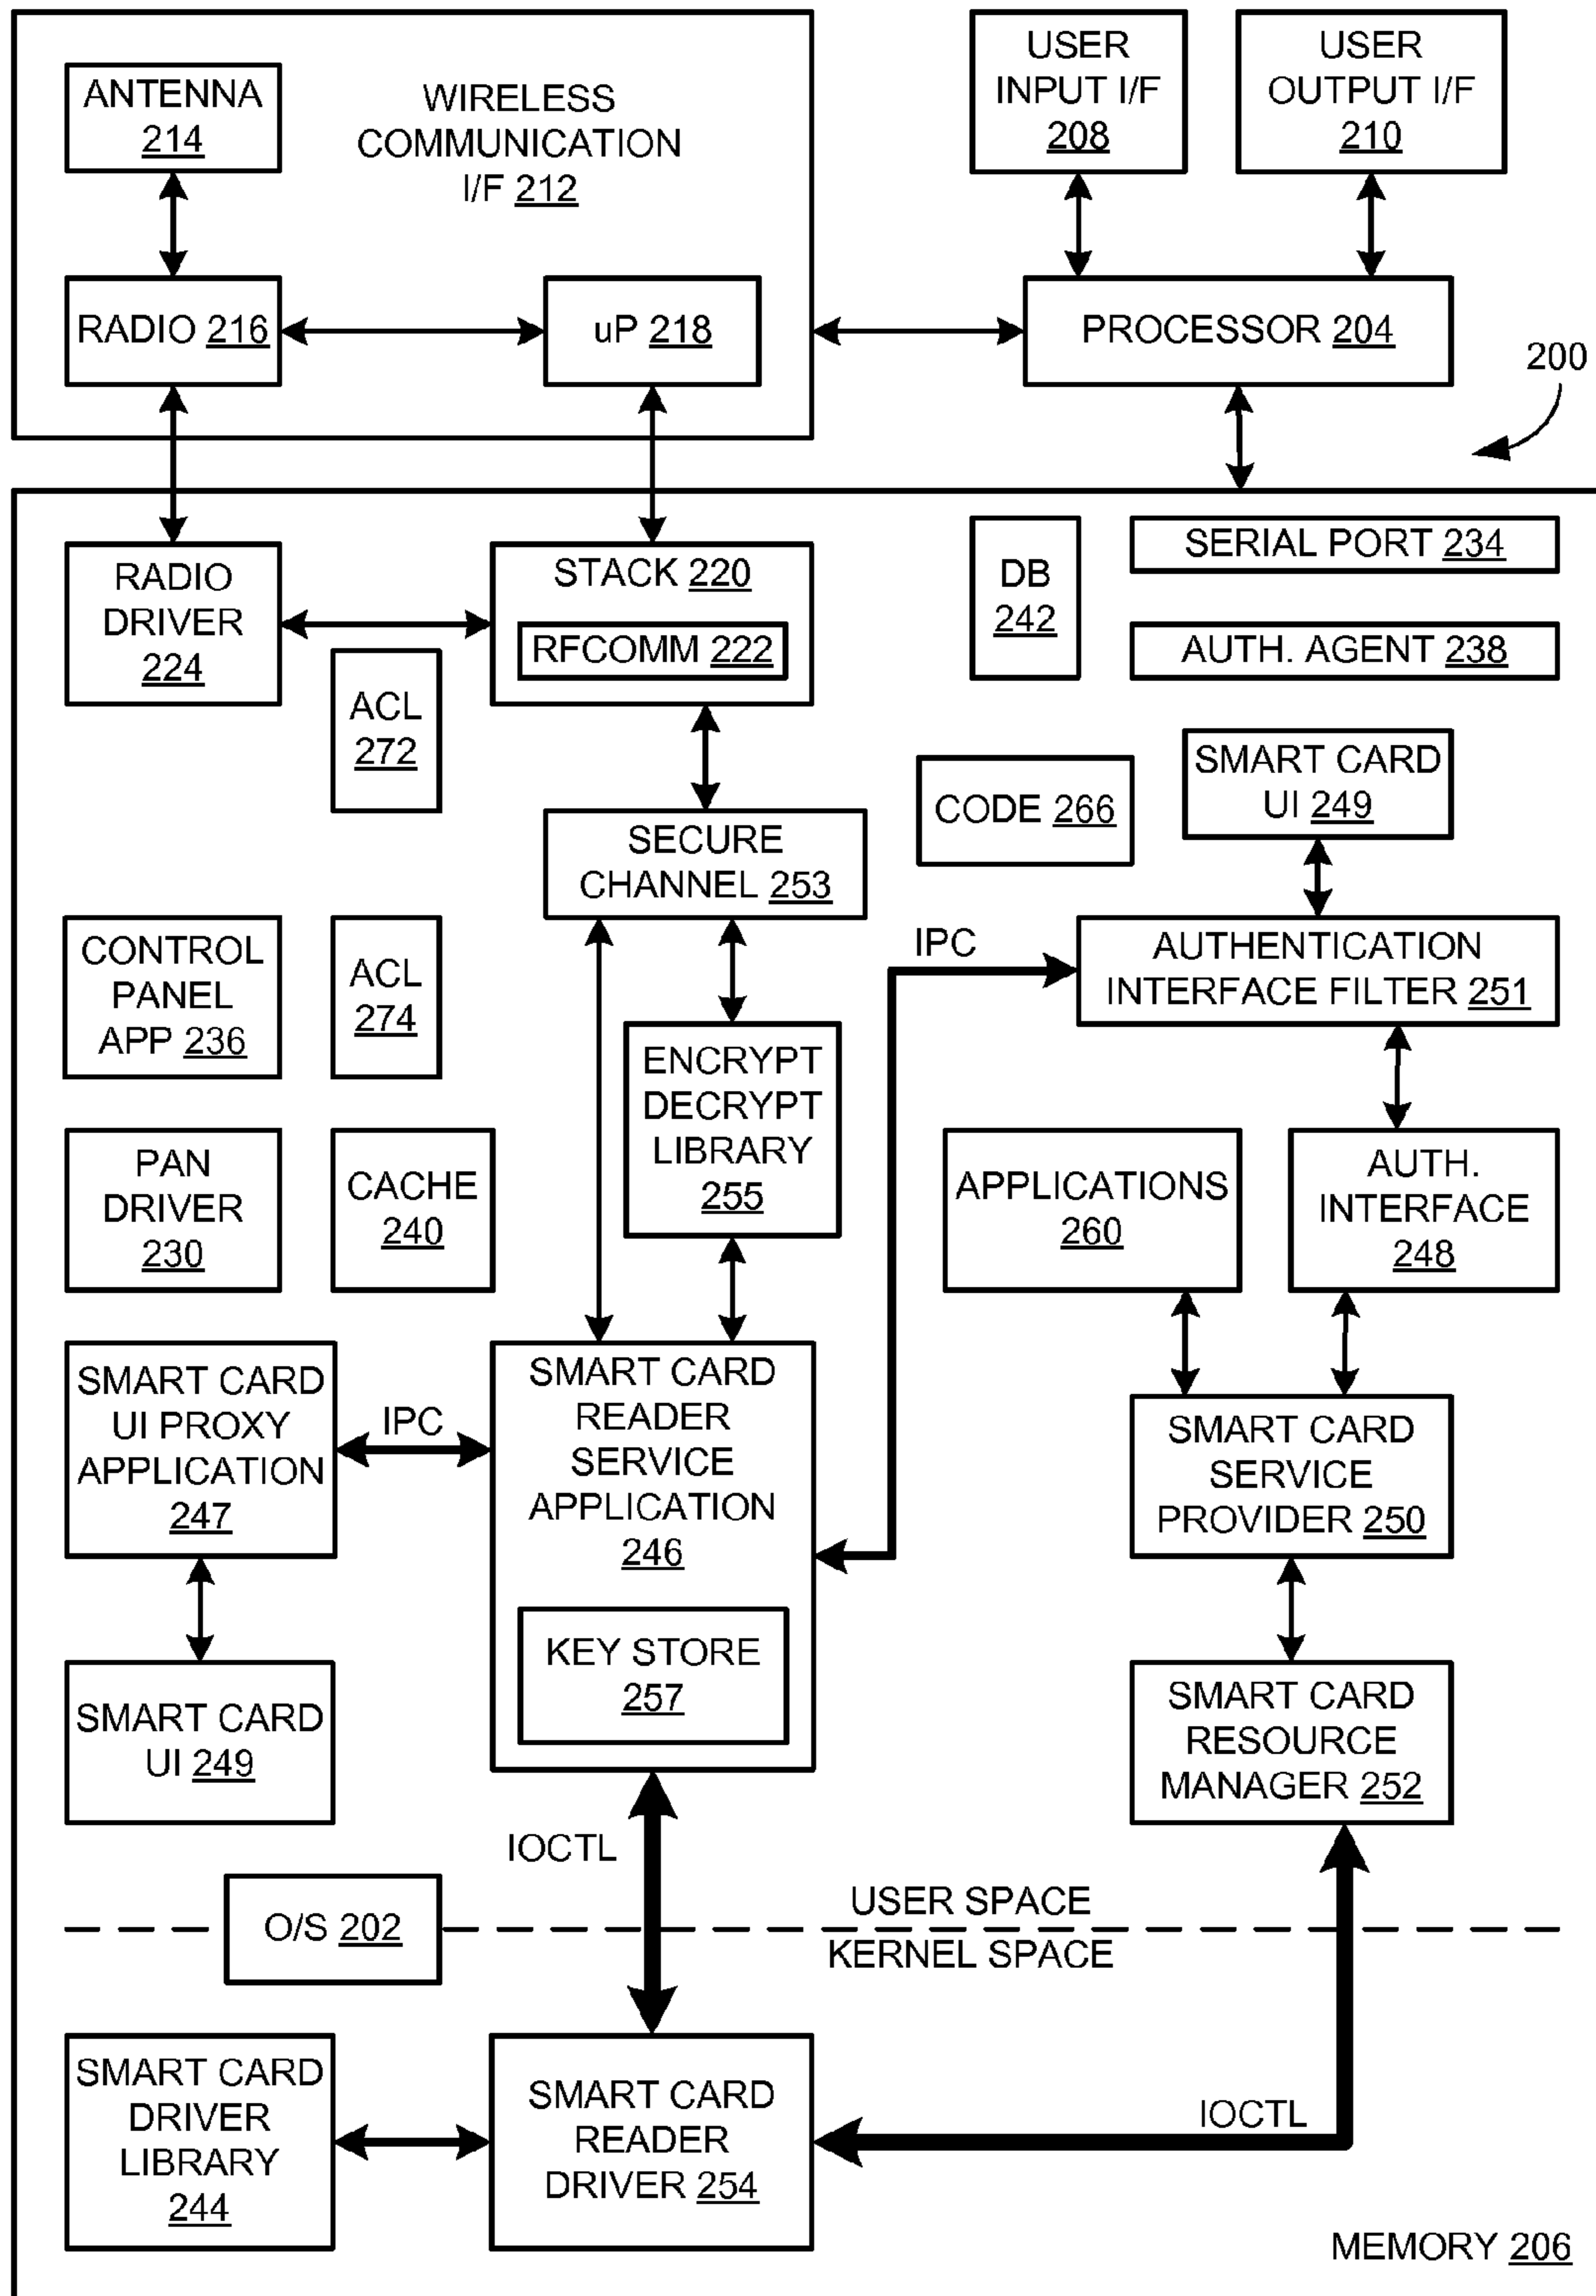 ANTENNA
214
WIRELESS
COMMUNICATION
I/F 212
USER
INPUT I/F
208
USER
OUTPUT I/F
210
RADIO 216
uP 218
PROCESSOR 204
200
RADIO
DRIVER
224
STACK 220
RFCOMM 222
DB
242
SERIAL PORT 234
AUTH. AGENT 238
ACL
272
SECURE
CHANNEL 253
CODE 266
SMART CARD
UI 249
CONTROL
PANEL
APP 236
ACL
274
IPC
AUTHENTICATION
INTERFACE FILTER 251
ENCRYPT
DECRYPT
LIBRARY
255
PAN
DRIVER
230
CACHE
240
APPLICATIONS
260
AUTH.
INTERFACE
248
SMART CARD
UI PROXY
APPLICATION
247
IPC
SMART CARD
READER
SERVICE
APPLICATION
246
KEY STORE
257
SMART CARD
SERVICE
PROVIDER 250
SMART CARD
UI 249
SMART CARD
RESOURCE
MANAGER 252
IOCTL
O/S 202
USER SPACE
KERNEL SPACE
SMART CARD
DRIVER
LIBRARY
244
SMART CARD
READER
DRIVER 254
IOCTL
MEMORY 206